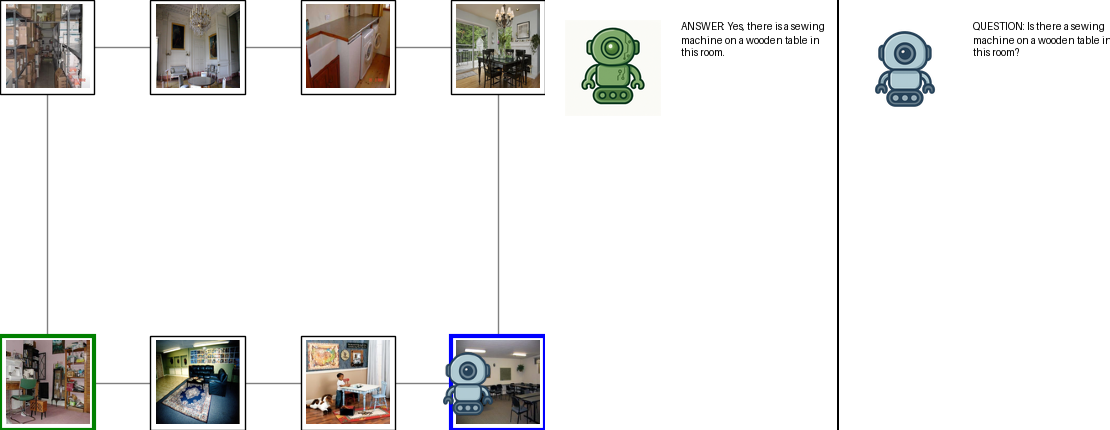 ANSWER: Yes, there is a sewing
machine on a wooden table in
this room.
QUESTION: Is there a sewing
machine on a wooden table in
this room?